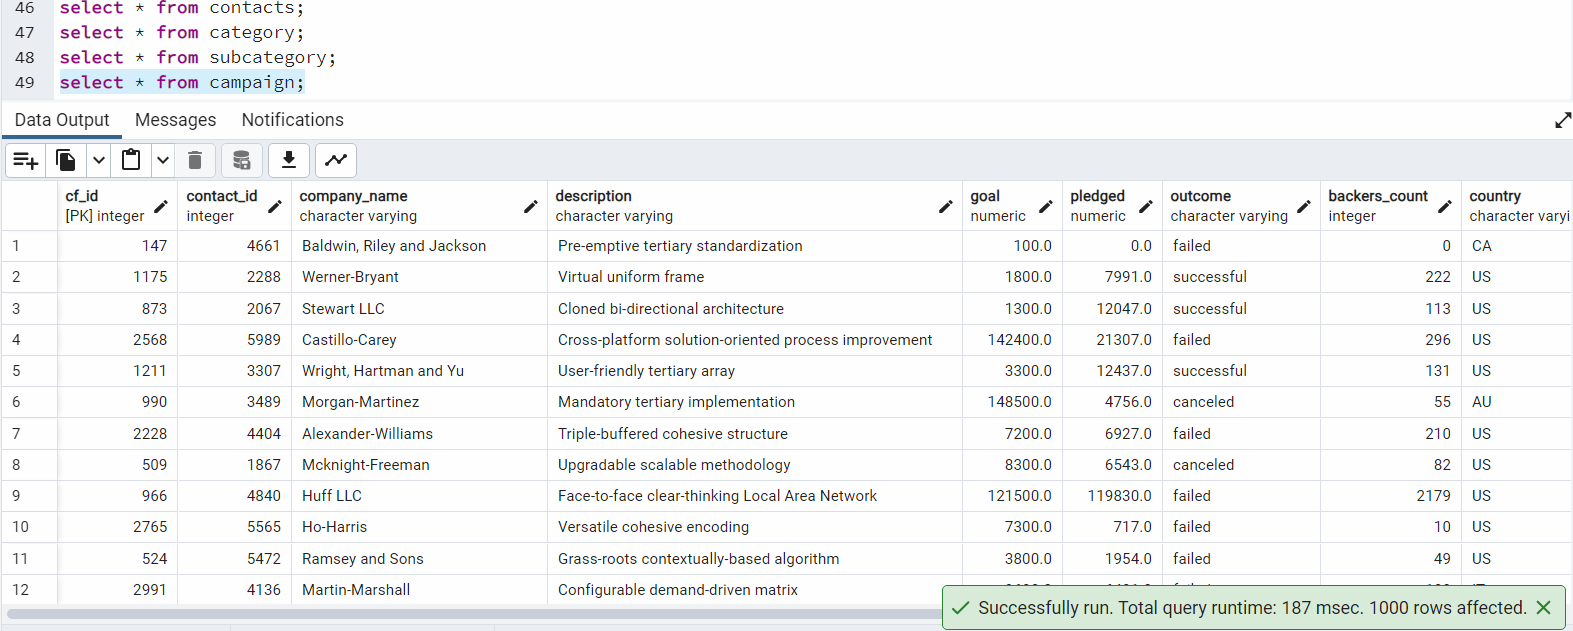 46 select * from contacts;
47 select * from category;
48 select * from subcategory;
49 select * from campaign;
Data Output Messages Notifications
cf_id contact_id company_name description goal pledged outcome backers_count country
[PK] integer integer character varying character varying numeric numeric character varying integer character varyi
1 147 4661 Baldwin, Riley and Jackson Pre-emptive tertiary standardization 100.0 0.0 failed 0 CA
2 1175 2288 Werner-Bryant Virtual uniform frame 1800.0 7991.0 successful 222 US
3 873 2067 Stewart LLC Cloned bi-directional architecture 1300.0 12047.0 successful 113 US
4 2568 5989 Castillo-Carey Cross-platform solution-oriented process improvement 142400.0 21307.0 failed 296 US
5 1211 3307 Wright, Hartman and Yu User-friendly tertiary array 3300.0 12437.0 successful 131 US
6 990 3489 Morgan-Martinez Mandatory tertiary implementation 148500.0 4756.0 canceled 55 AU
7 2228 4404 Alexander-Williams Triple-buffered cohesive structure 7200.0 6927.0 failed 210 US
8 509 1867 Mcknight-Freeman Upgradable scalable methodology 8300.0 6543.0 canceled 82 US
9 966 4840 Huff LLC Face-to-face clear-thinking Local Area Network 121500.0 119830.0 failed 2179 US
10 2765 5565 Ho-Harris Versatile cohesive encoding 7300.0 717.0 failed 10 US
11 524 5472 Ramsey and Sons Grass-roots contextually-based algorithm 3800.0 1954.0 failed 49 US
12 2991 4136 Martin-Marshall Configurable demand-driven matrix
Successfully run. Total query runtime: 187 msec. 1000 rows affected.